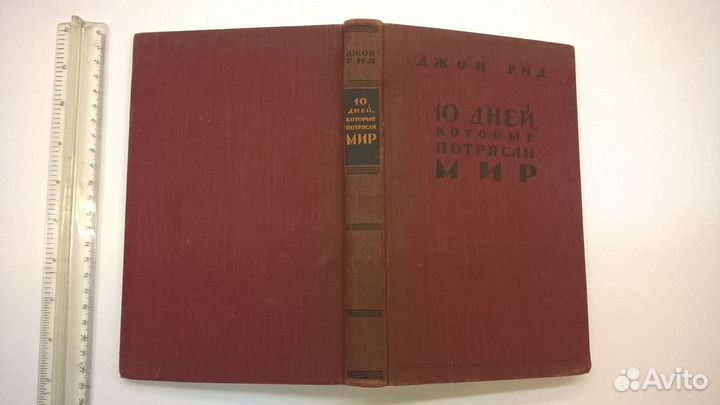 ДЖОН
РИД
10
ДНЕЙ,
КОТОРЫЕ
ПОТРЯСЛИ
МИР
ДЖОН РИД
10 ДНЕЙ,
КОТОРЫЕ
ПОТРЯСЛИ
МИР
Avito